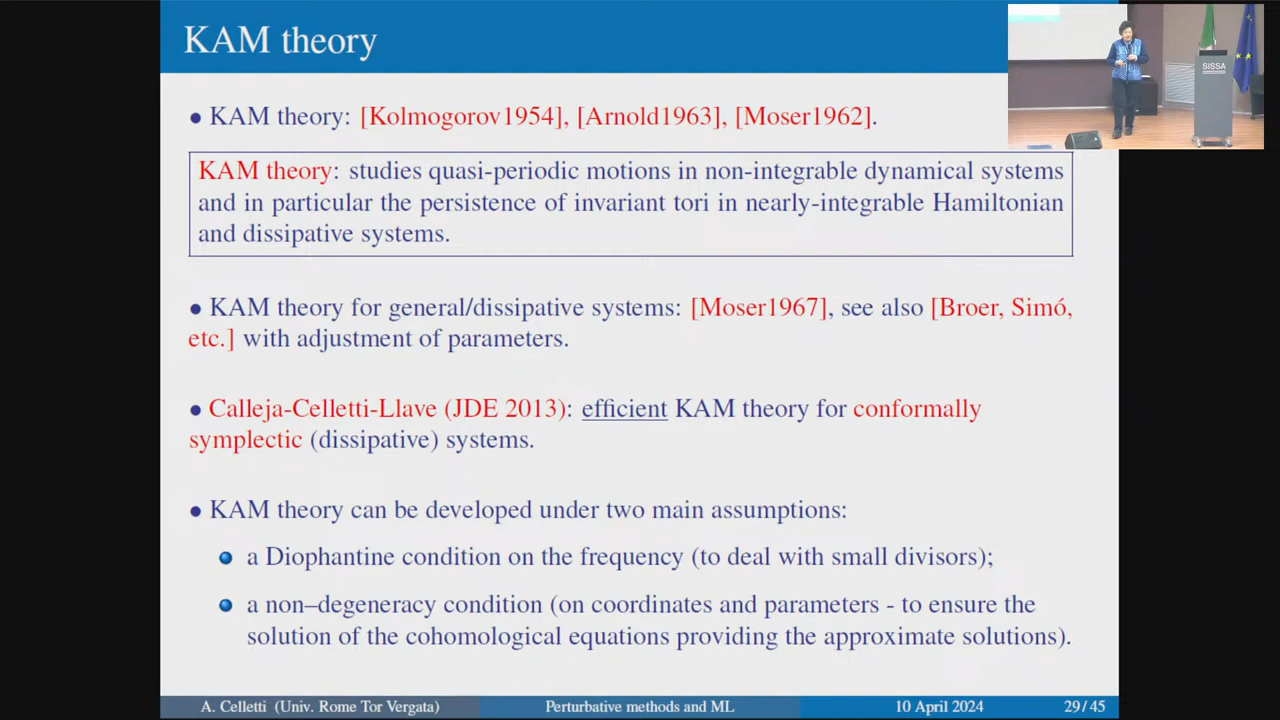 KAM theory
SISSA
• KAM theory: [Kolmogorov1954], [Arnold1963], [Moser1962].
KAM theory: studies quasi-periodic motions in non-integrable dynamical systems
and in particular the persistence of invariant tori in nearly-integrable Hamiltonian
and dissipative systems.
• KAM theory for general/dissipative systems: [Moser1967], see also [Broer, Simó,
etc.] with adjustment of parameters.
• Calleja-Celletti-Llave (JDE 2013): efficient KAM theory for conformally
symplectic (dissipative) systems.
• KAM theory can be developed under two main assumptions:
a Diophantine condition on the frequency (to deal with small divisors);
a non–degeneracy condition (on coordinates and parameters - to ensure the
solution of the cohomological equations providing the approximate solutions).
A. Celletti (Univ. Rome Tor Vergata) Perturbative methods and ML 10 April 2024 29 / 45